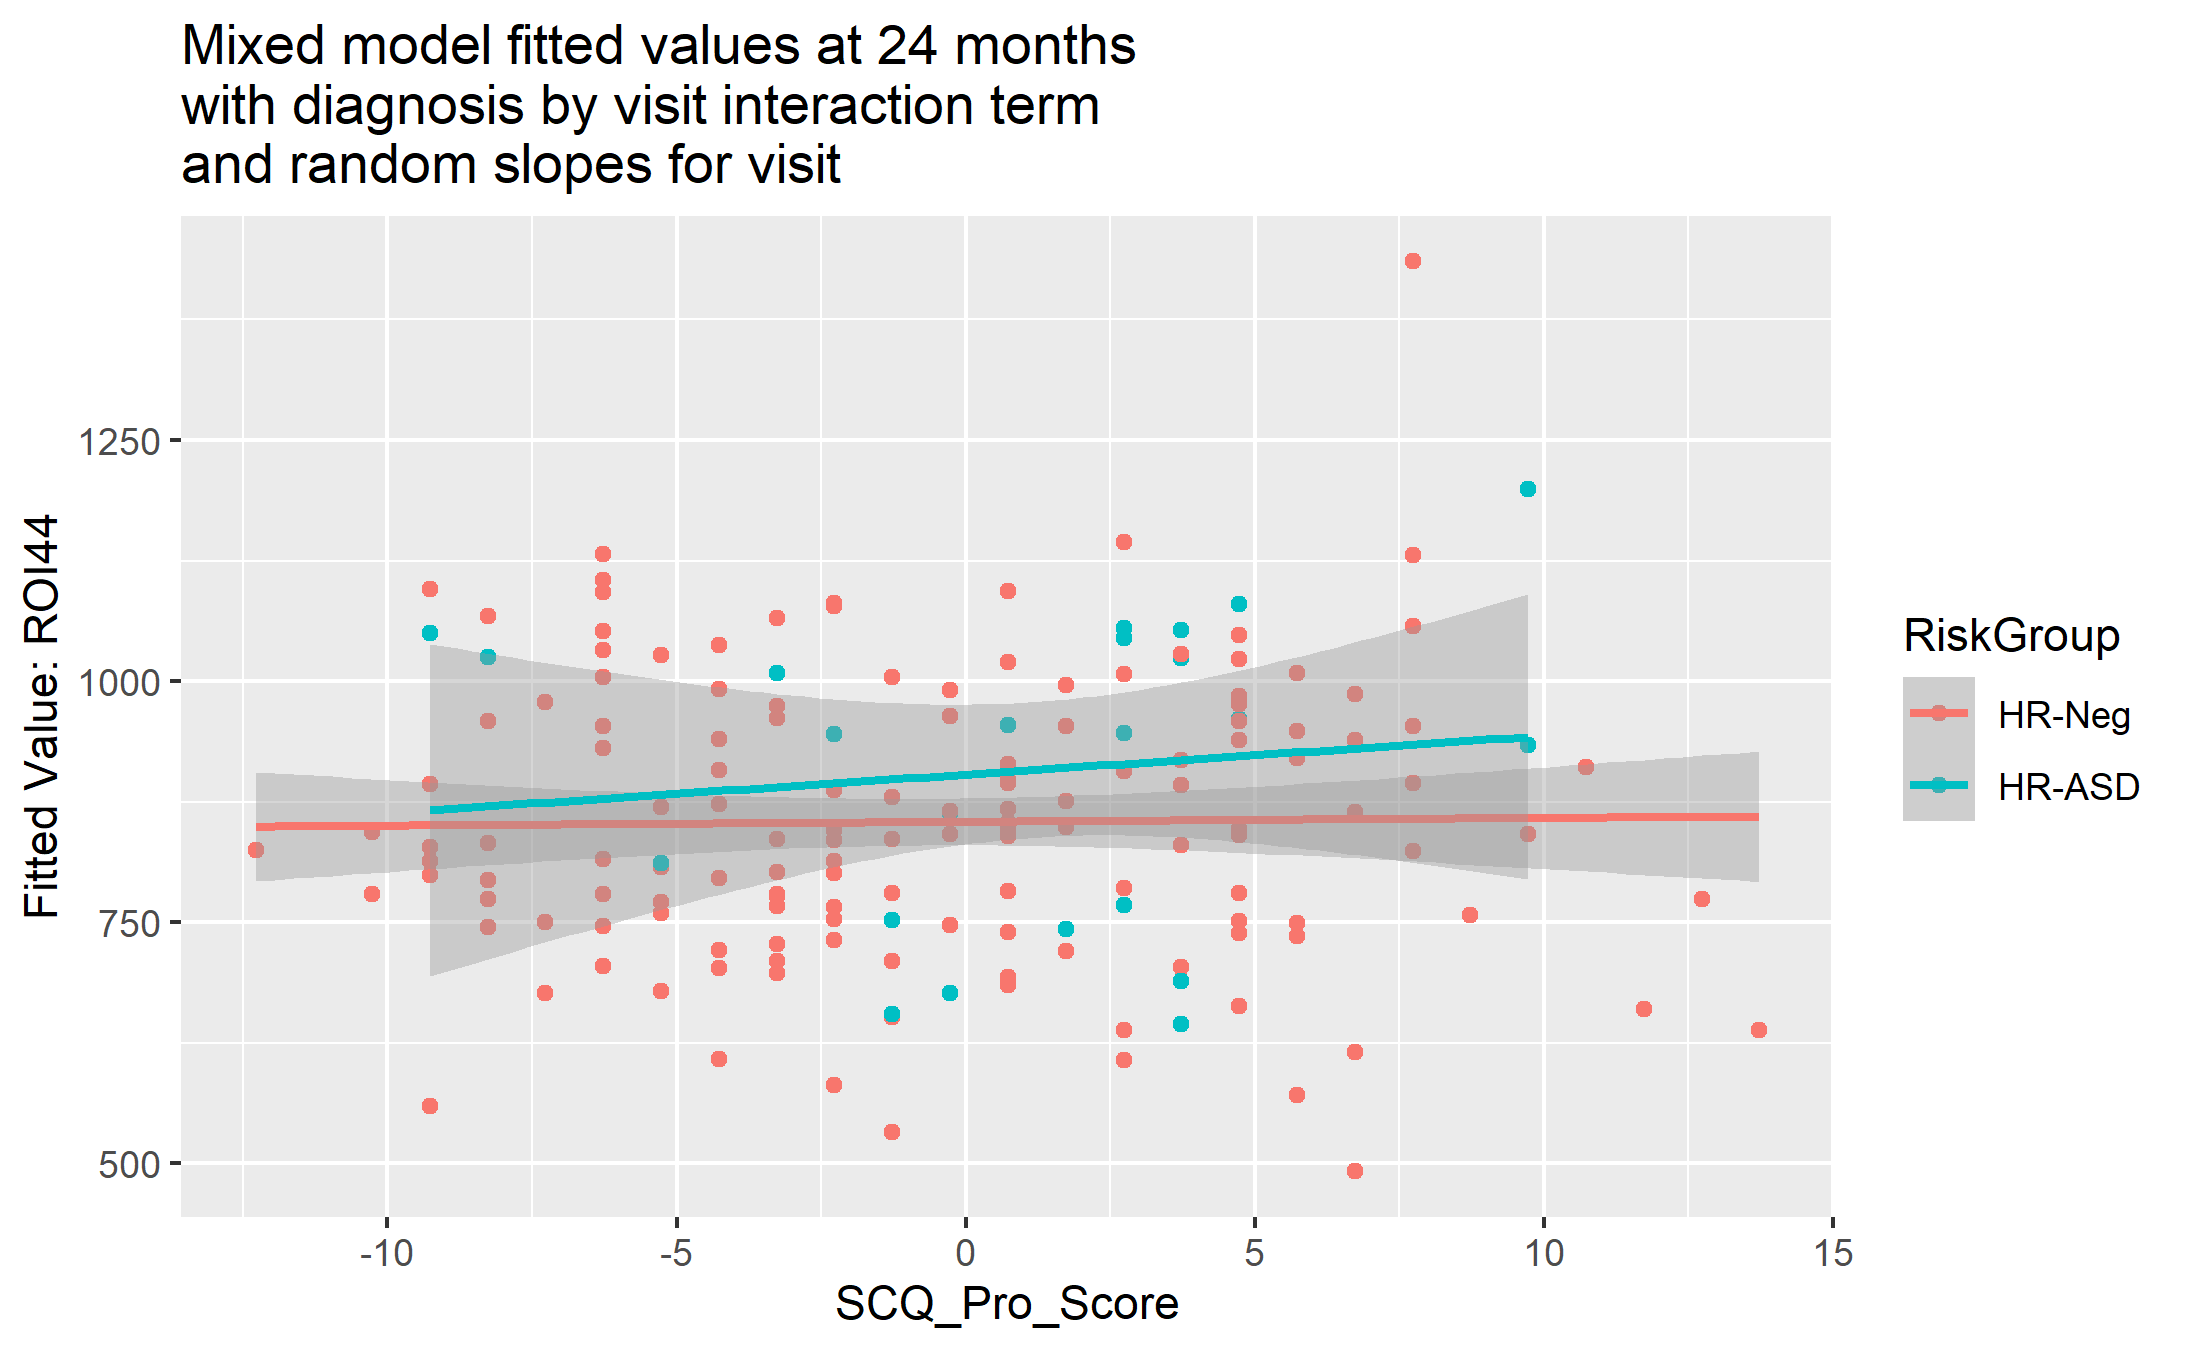 Mixed model fitted values at 24 months
with diagnosis by visit interaction term
and random slopes for visit
Fitted Value: ROI44
1250
1000
750
500
-10
-5
0
5
10
15
SCQ_Pro_Score
RiskGroup
HR-Neg
HR-ASD